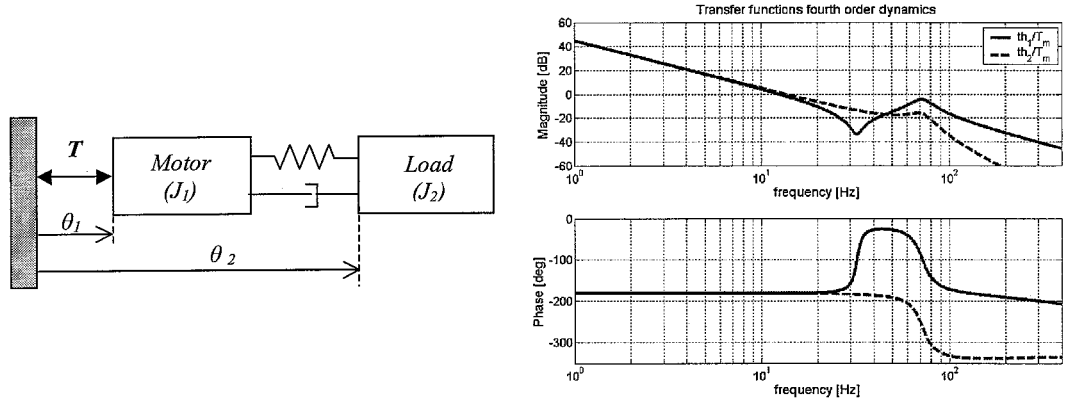 T
Motor
(J1)
Load
(J2)
θ1
θ 2
Transfer functions fourth order dynamics
th1/Tm
th2/Tm
Magnitude [dB]
60
40
20
0
-20
-40
-60
10^0
10^1
10^2
frequency [Hz]
Phase [deg]
0
-100
-200
-300
10^0
10^1
10^2
frequency [Hz]